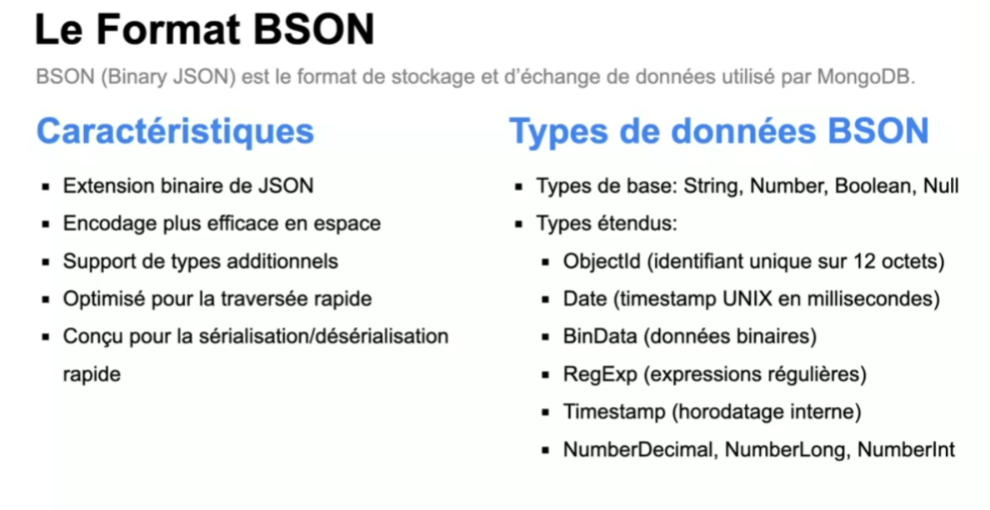 Le Format BSON
BSON (Binary JSON) est le format de stockage et d'échange de données utilisé par MongoDB.
Caractéristiques
▪ Extension binaire de JSON
▪ Encodage plus efficace en espace
▪ Support de types additionnels
▪ Optimisé pour la traversée rapide
▪ Conçu pour la sérialisation/désérialisation
rapide
Types de données BSON
▪ Types de base: String, Number, Boolean, Null
▪ Types étendus:
▪ ObjectId (identifiant unique sur 12 octets)
▪ Date (timestamp UNIX en millisecondes)
▪ BinData (données binaires)
▪ RegExp (expressions régulières)
▪ Timestamp (horodatage interne)
▪ NumberDecimal, NumberLong, NumberInt